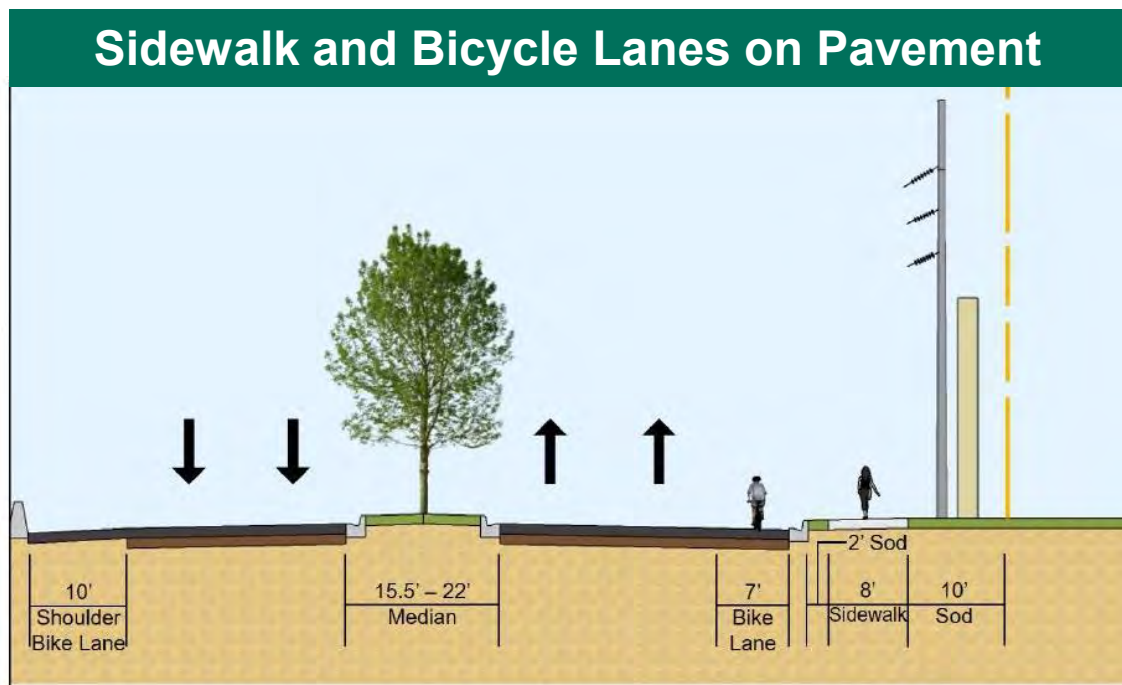 Sidewalk and Bicycle Lanes on Pavement
2’ Sod
10’
Shoulder
Bike Lane
15.5’ – 22’
Median
7’
Bike
Lane
8’
Sidewalk
10’
Sod